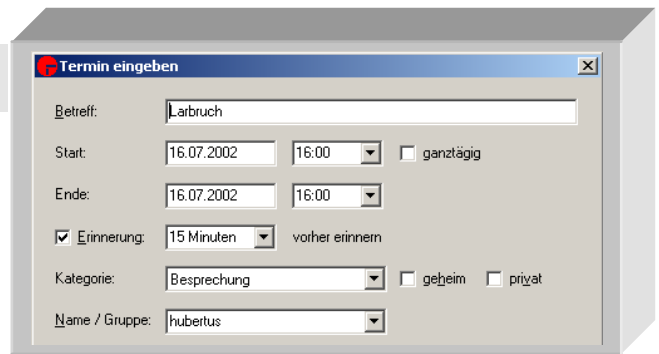 Termin eingeben
Betreff: Larbruch
Start: 16.07.2002 16:00 ganztägig
Ende: 16.07.2002 16:00
Erinnerung: 15 Minuten vorher erinnern
Kategorie: Besprechung geheim privat
Name / Gruppe: hubertus